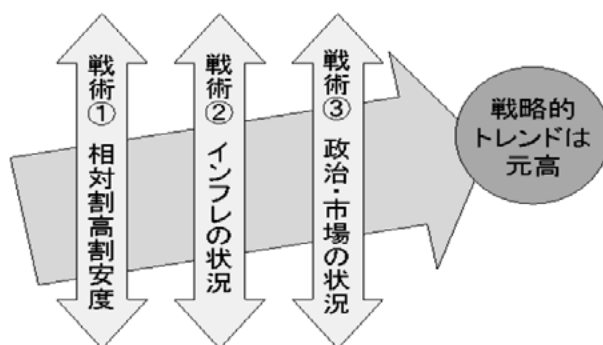 戦術① 相対割高割安度
戦術② インフレの状況
戦術③ 政治・市場の状況
戦略的
トレンドは
元高